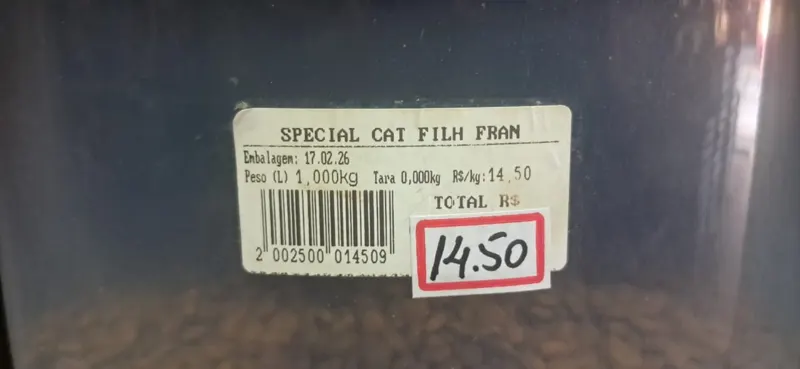 SPECIAL CAT FILH FRAN
Embalagem: 17.02.26
Peso (L) 1,000kg Tara 0,000kg R$/kg:14,50
TOTAL R$
14.50
2 002500 014509